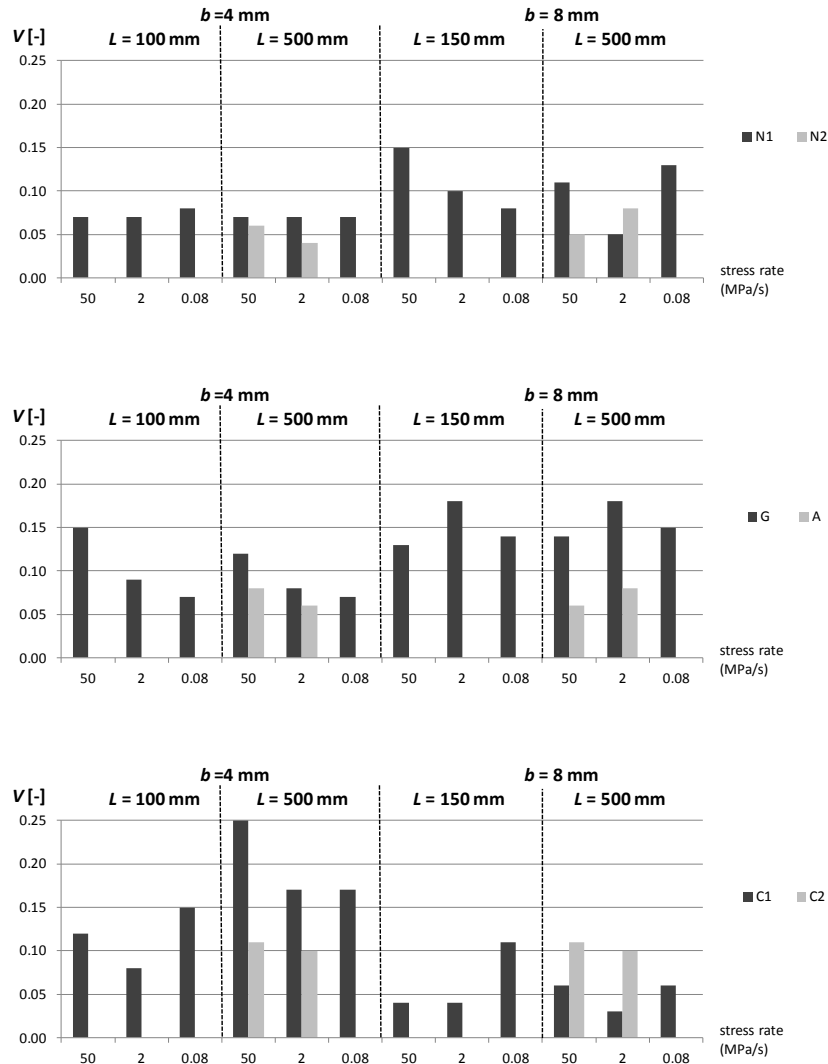 b =4 mm b = 8 mm
V [-] L = 100 mm L = 500 mm L = 150 mm L = 500 mm
0.25
0.20
0.15
0.10
0.05
0.00
N1 N2
50 2 0.08 50 2 0.08 50 2 0.08 50 2 0.08
stress rate
(MPa/s)
b =4 mm b = 8 mm
V [-] L = 100 mm L = 500 mm L = 150 mm L = 500 mm
0.25
0.20
0.15
0.10
0.05
0.00
G A
50 2 0.08 50 2 0.08 50 2 0.08 50 2 0.08
stress rate
(MPa/s)
b =4 mm b = 8 mm
V [-] L = 100 mm L = 500 mm L = 150 mm L = 500 mm
0.25
0.20
0.15
0.10
0.05
0.00
C1 C2
50 2 0.08 50 2 0.08 50 2 0.08 50 2 0.08
stress rate
(MPa/s)